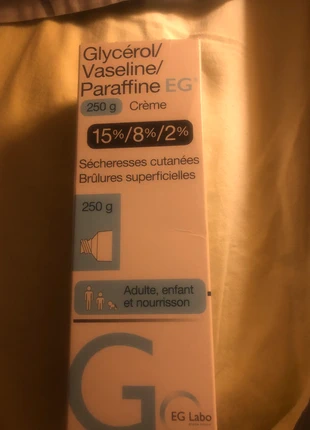 Glycérol/
Vaseline/
Paraffine EG®
250 g Crème
15%/8%/2%
Sécheresses cutanées
Brûlures superficielles
250 g
Adulte, enfant
et nourrisson
EG Labo